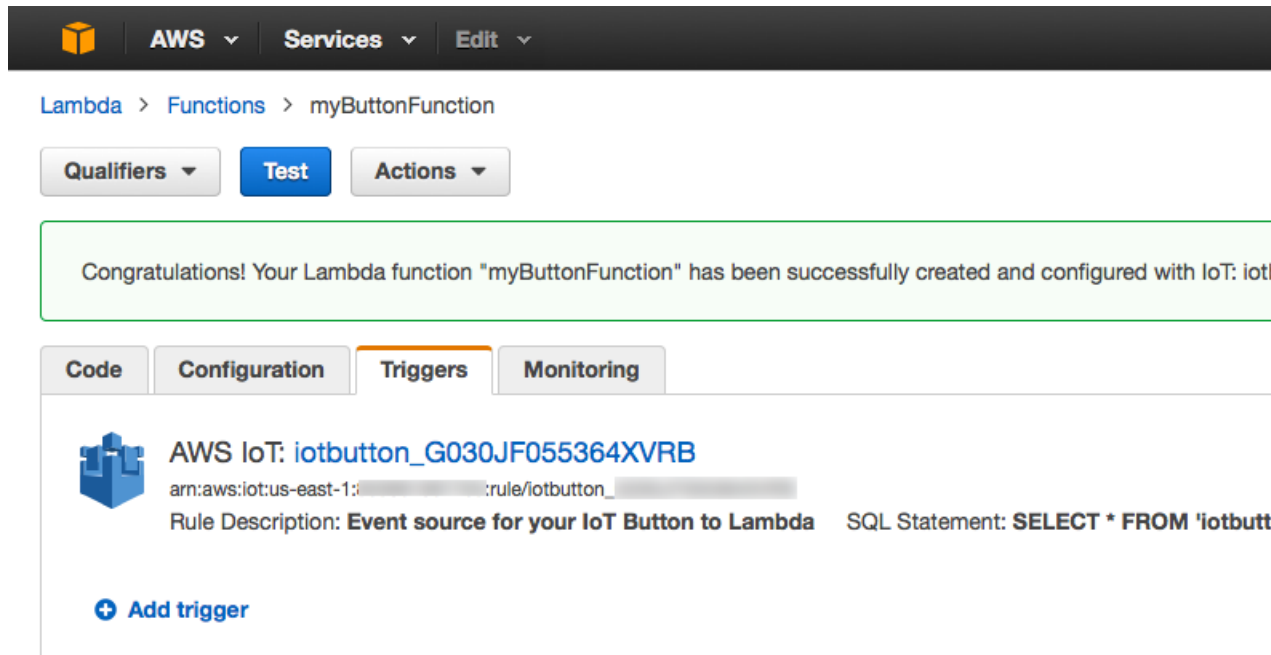 AWS Services Edit
Lambda > Functions > myButtonFunction
Qualifiers Test Actions
Congratulations! Your Lambda function "myButtonFunction" has been successfully created and configured with IoT:
Code Configuration Triggers Monitoring
AWS IoT: iotbutton_G030JF055364XVRB
arn:aws:iot:us-east-1: :rule/iotbutton_
Rule Description: Event source for your IoT Button to Lambda SQL Statement: SELECT * FROM 'iotbutt
Add trigger